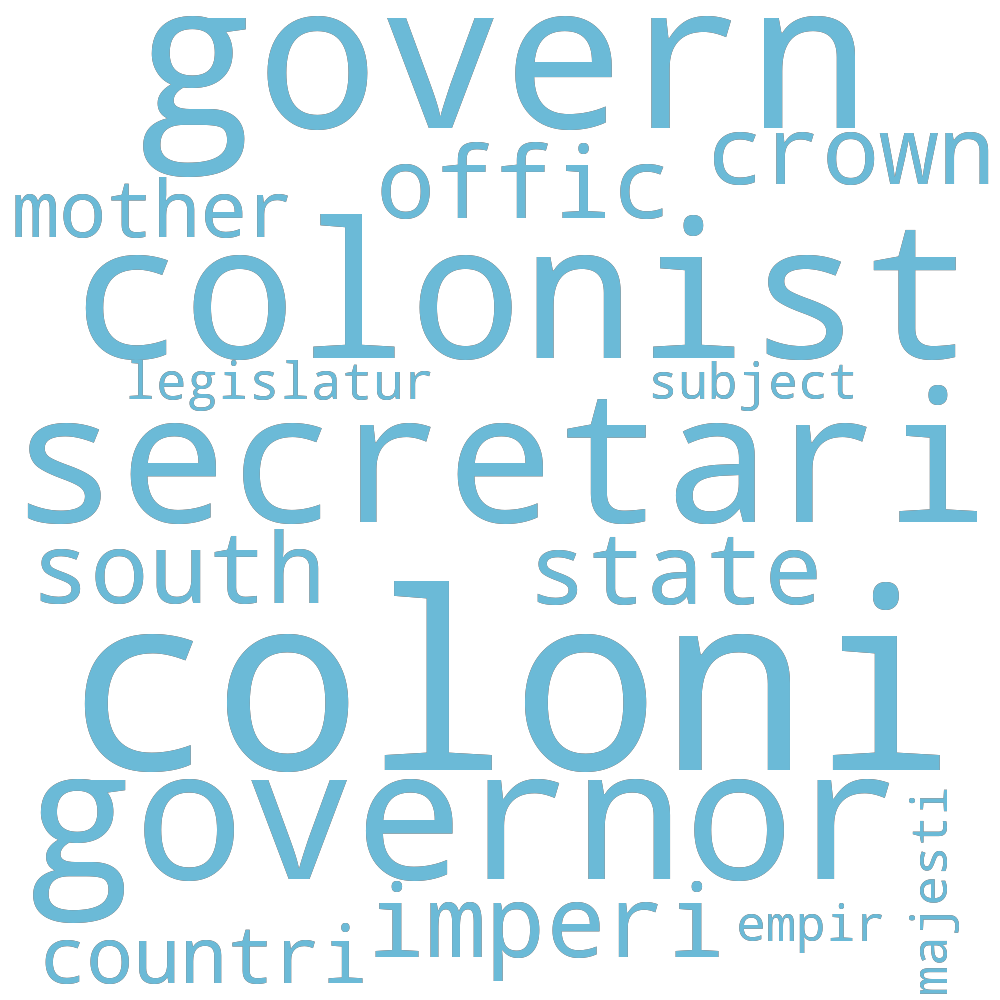 govern
crown
offic
mother
colonist
legislatur
subject
secretari
south
state
coloni
governor
majesti
imperi
empir
countri